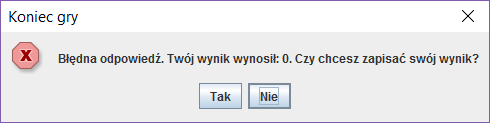 Koniec gry
Błędna odpowiedź. Twój wynik wynosił: 0. Czy chcesz zapisać swój wynik?
Tak
Nie